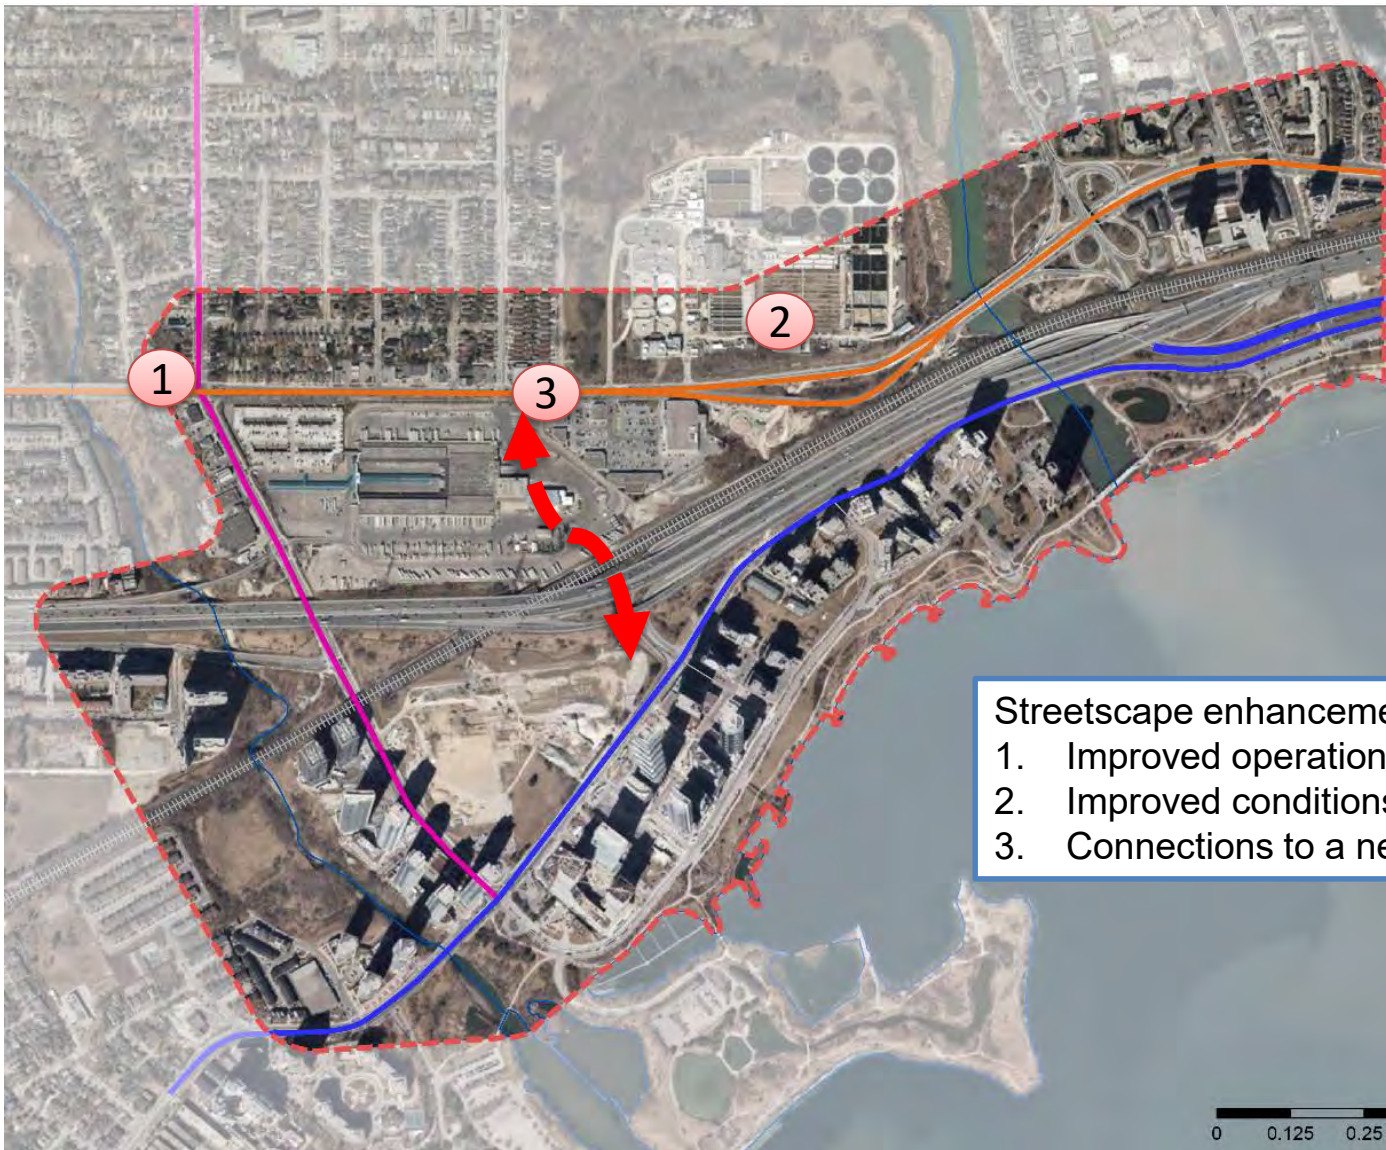 1
2
3
Streetscape enhanceme
1. Improved operation
2. Improved conditions
3. Connections to a ne
0 0.125 0.25